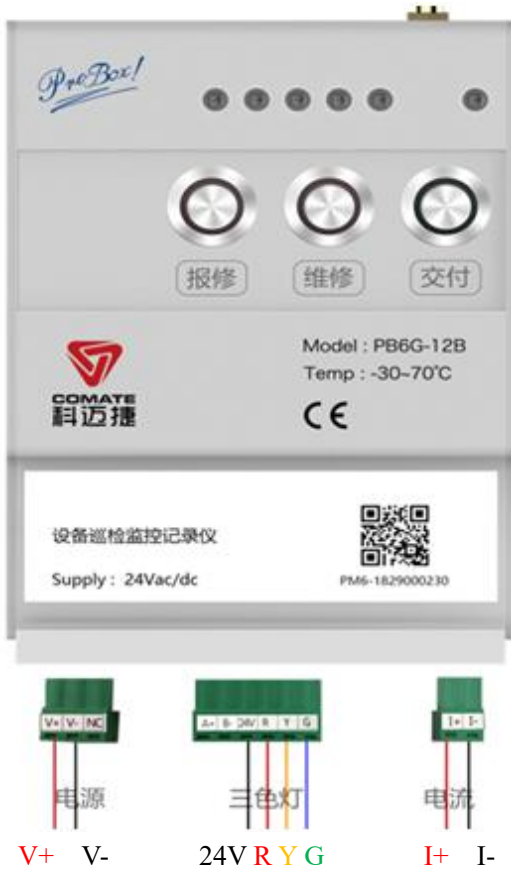 ProBox!
报修 维修 交付
Model : PB6G-12B
Temp : -30~70℃
COMATE
科迈捷
CE
设备巡检监控记录仪
Supply : 24Vac/dc
PM6-1829000230
V+ V- NC
A+ B- 24V R Y G
I+ I-
电源 三色灯 电流
V+ V- 24V R Y G I+ I-